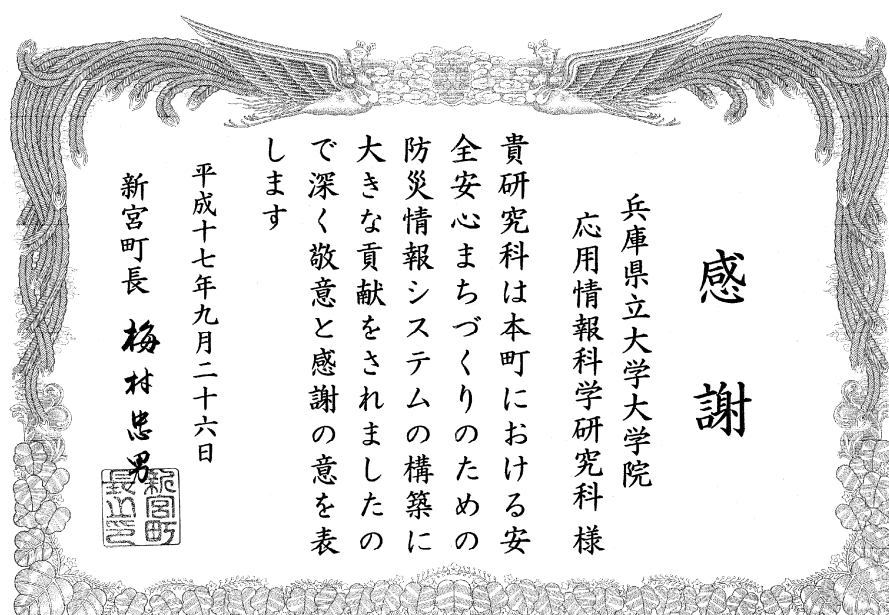 感謝
兵庫県立大学大学院
応用情報科学研究科 様
貴研究科は本町における安
全安心まちづくりのための
防災情報システムの構築に
大きな貢献をされましたの
で深く敬意と感謝の意を表
します
平成十七年九月二十六日
新宮町長 梅村忠男
新宮町
長之印